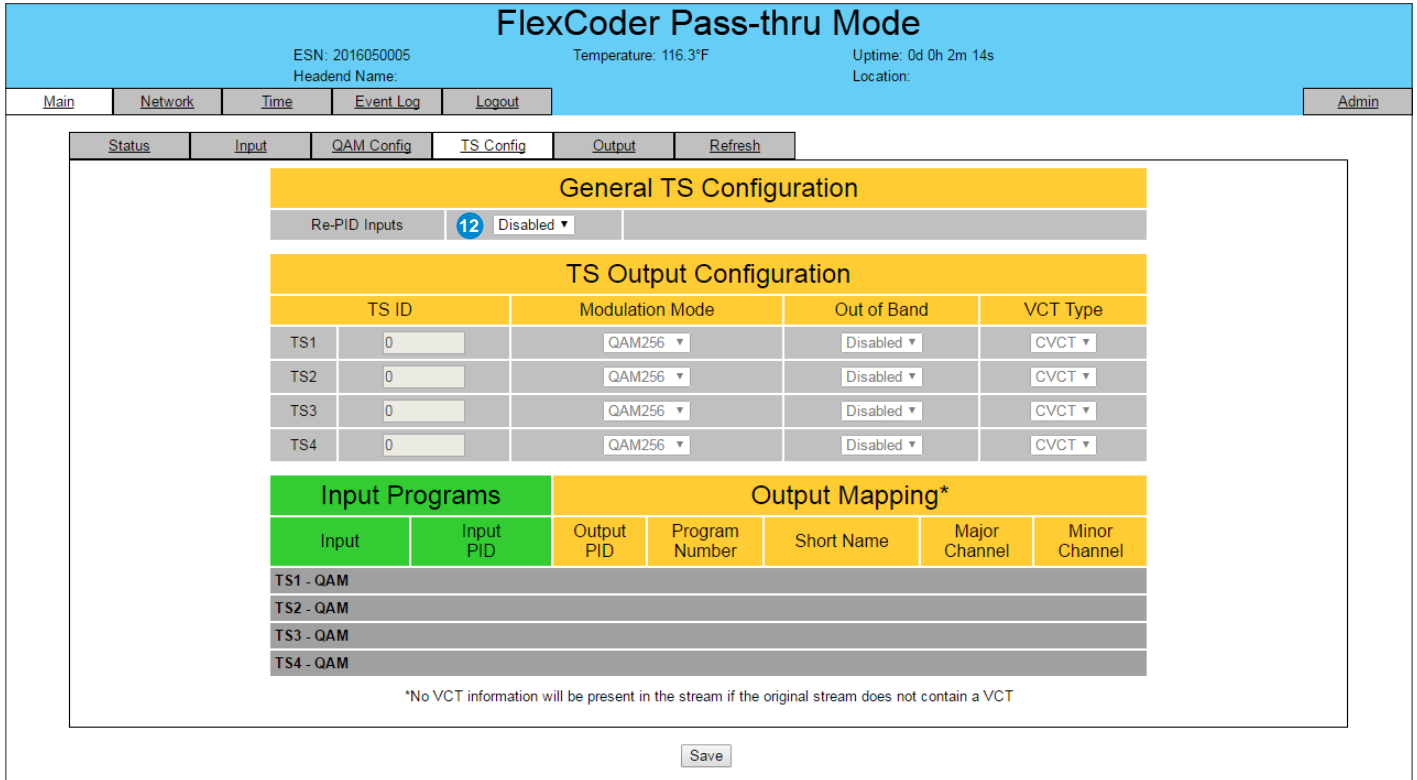 FlexCoder Pass-thru Mode
ESN: 2016050005 Temperature: 116.3°F Uptime: 0d 0h 2m 14s
Headend Name: Location:
Main Network Time Event Log Logout Admin
Status Input QAM Config TS Config Output Refresh
General TS Configuration
Re-PID Inputs 12 Disabled
TS Output Configuration
TS ID Modulation Mode Out of Band VCT Type
TS1 0 QAM256 Disabled CVCT
TS2 0 QAM256 Disabled CVCT
TS3 0 QAM256 Disabled CVCT
TS4 0 QAM256 Disabled CVCT
Input Programs Output Mapping*
Input Input PID Output PID Program Number Short Name Major Channel Minor Channel
TS1 - QAM
TS2 - QAM
TS3 - QAM
TS4 - QAM
*No VCT information will be present in the stream if the original stream does not contain a VCT
Save